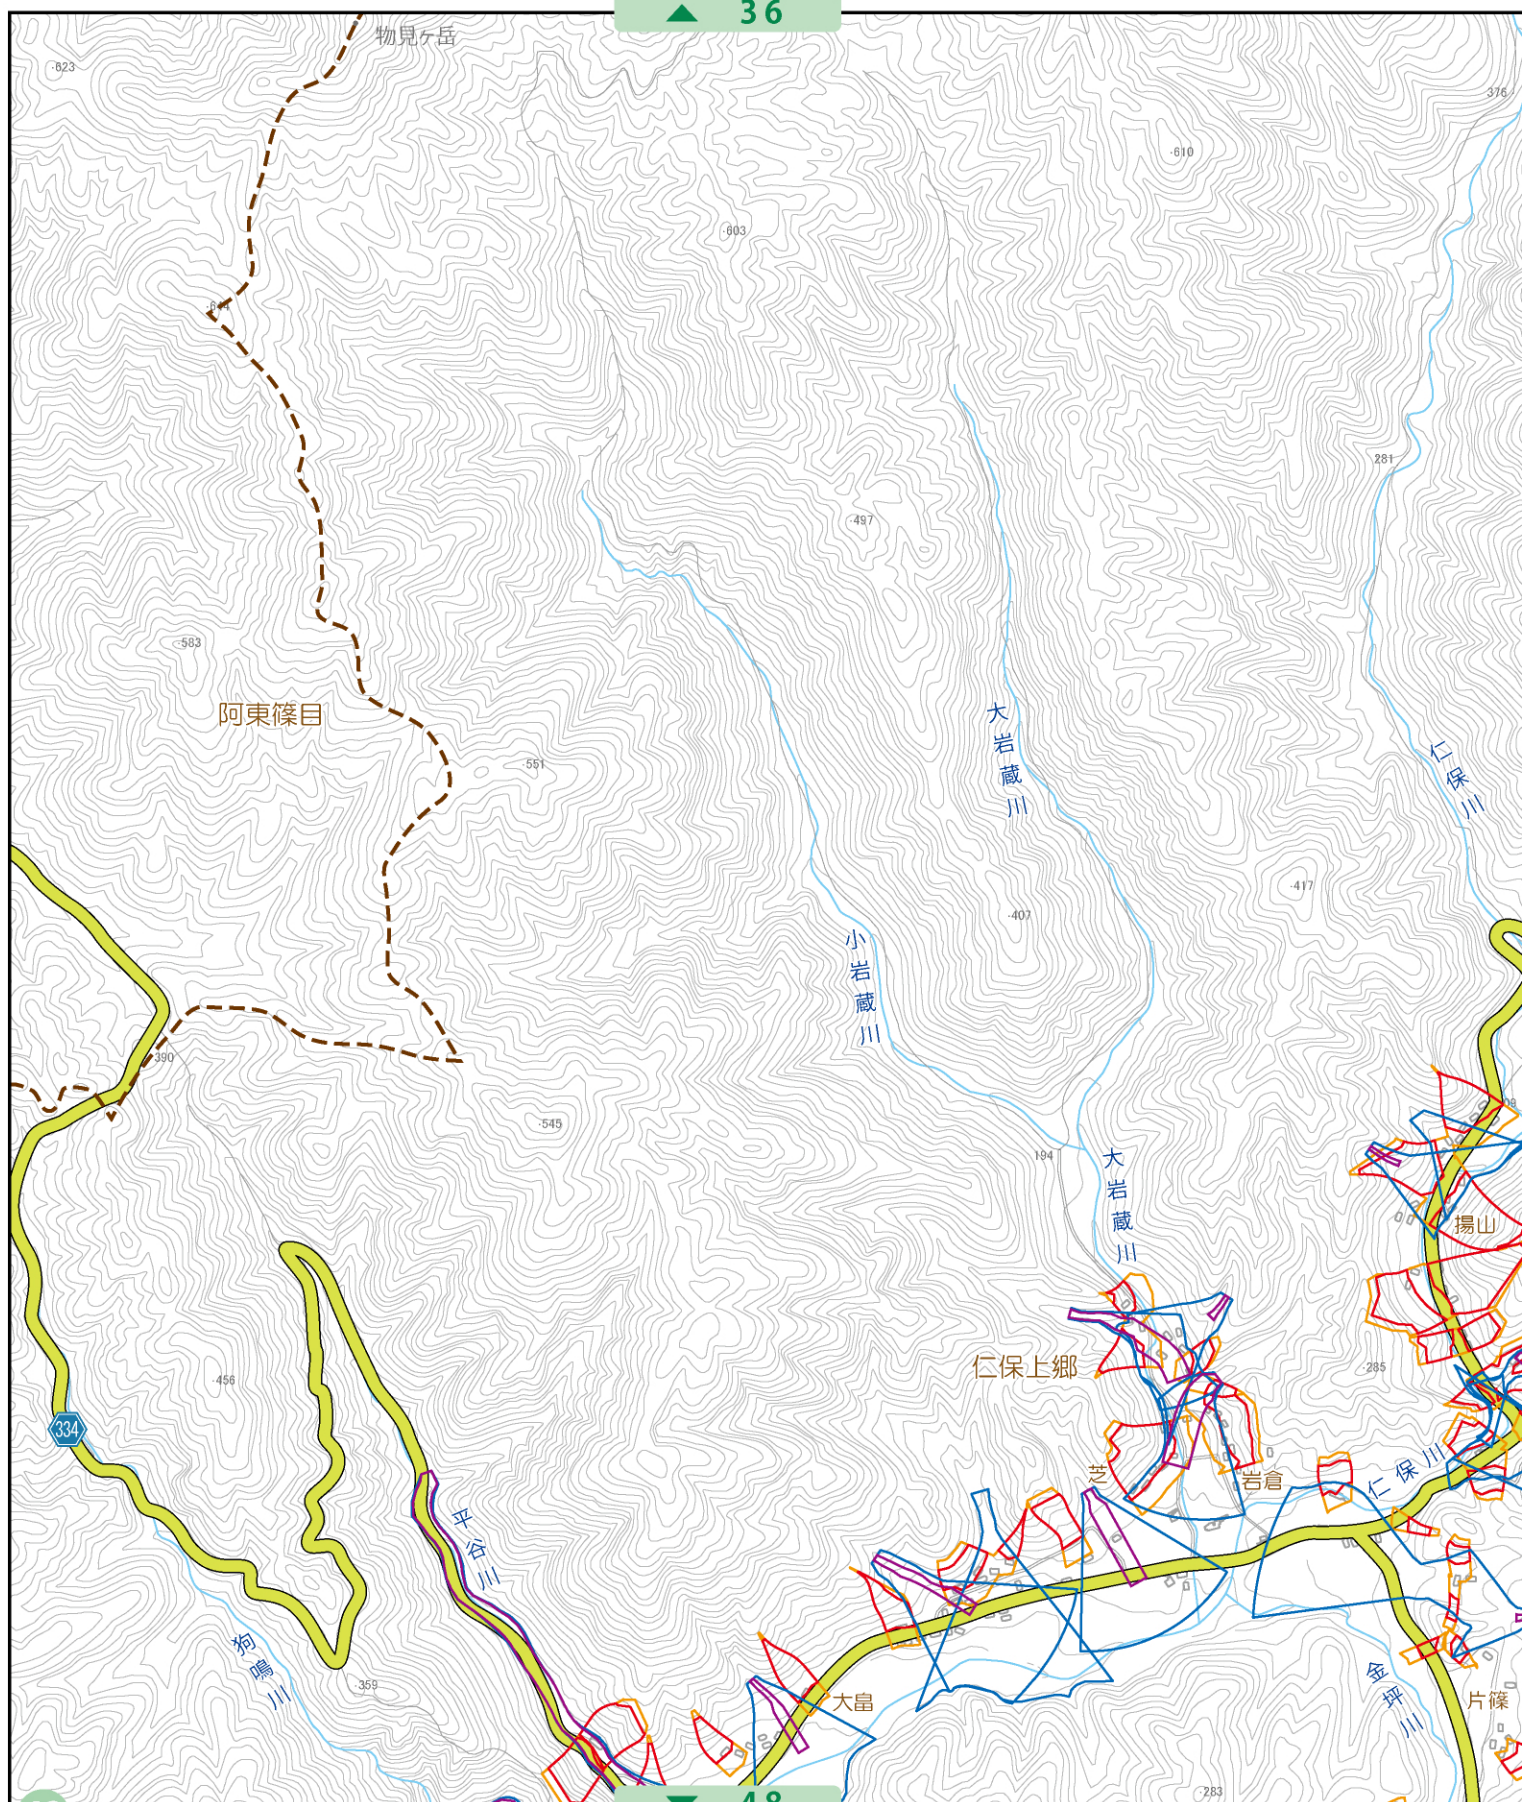 ▲ 36
物見ヶ岳
·623
376·
·610
·603
·644
281
·497
·583
阿東篠目
大岩蔵川
仁保川
·551
·417
·407
小岩蔵川
·390
·545
194
大岩蔵川
揚山
仁保上郷
·285
·456
334
芝
岩倉
仁保川
平谷川
狗鳴川
金坪川
·359
大畠
片篠
·283
▼ 48